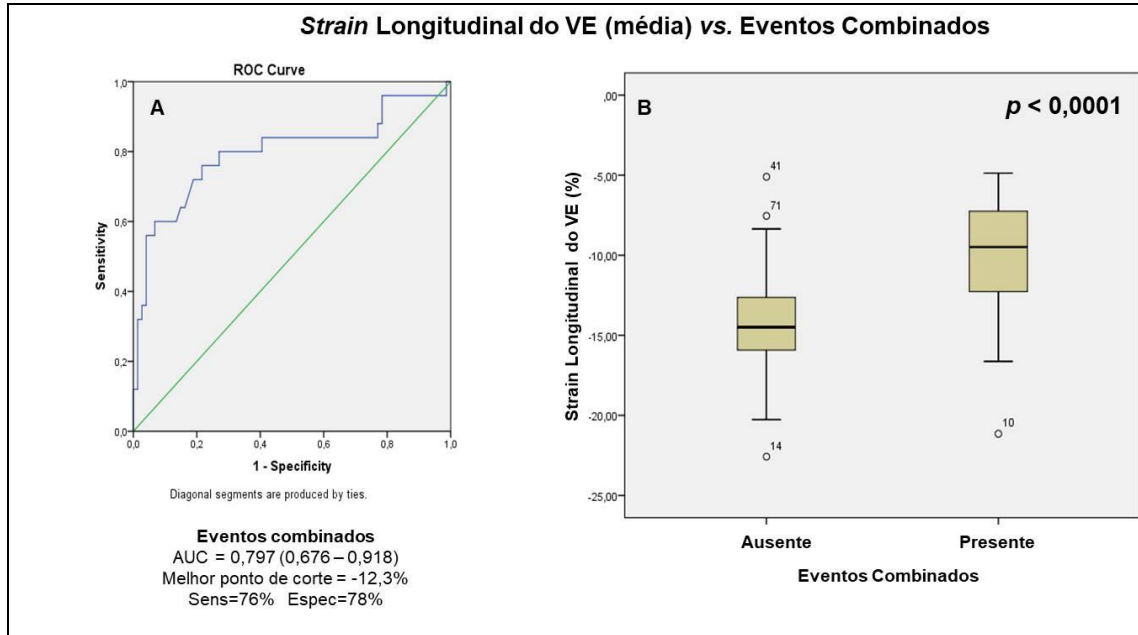 Strain Longitudinal do VE (média) vs. Eventos Combinados
ROC Curve
A
1,0
0,8
0,6
0,4
0,2
0,0
Sensitivity
0,0 0,2 0,4 0,6 0,8 1,0
1 - Specificity
Diagonal segments are produced by ties.
Eventos combinados
AUC = 0,797 (0,676 – 0,918)
Melhor ponto de corte = -12,3%
Sens=76% Espec=78%
B
p < 0,0001
Strain Longitudinal do VE (%)
,00
-5,00
-10,00
-15,00
-20,00
-25,00
41
71
14
10
Ausente Presente
Eventos Combinados